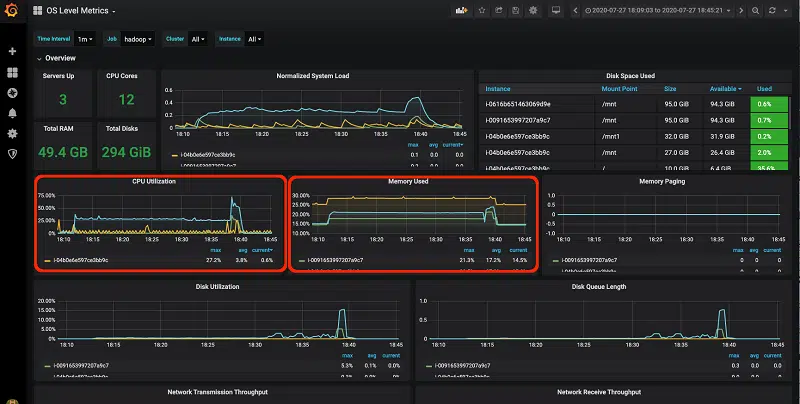 OS Level Metrics
2020-07-27 18:09:03 to 2020-07-27 18:45:21
Time Interval 1m Job hadoop Cluster All Instance All
Overview
Servers Up
3
CPU Cores
12
Total RAM
49.4 GB
Total Disks
294 GiB
Normalized System Load
0.6
0.4
0.2
0
18:10 18:15 18:20 18:25 18:30 18:35 18:40 18:45
max avg current
i-04b0e6e597ce3bb9c 0.1 0.0 0.0
i-0091653997207a9c7
Disk Space Used
Instance Mount Point Size Available Used
i-0616b651463069d9e /mnt 95.0 GiB 94.3 GiB 0.6%
i-0091653997207a9c7 /mnt 95.0 GiB 94.3 GiB 0.7%
i-04b0e6e597ce3bb9c /mnt1 32.0 GiB 31.9 GiB 0.2%
i-04b0e6e597ce3bb9c /mnt 27.0 GiB 26.4 GiB 2.0%
i-04b0e6e597ce3bb9c / 10.0 GiB 6.4 GiB 35.6%
CPU Utilization
75.00%
50.00%
25.00%
0%
18:10 18:15 18:20 18:25 18:30 18:35 18:40 18:45
max avg current
i-04b0e6e597ce3bb9c 27.2% 3.8% 0.6%
Memory Used
30.00%
25.00%
20.00%
15.00%
10.00%
18:10 18:15 18:20 18:25 18:30 18:35 18:40 18:45
max avg current
i-0091653997207a9c7 21.3% 17.2% 14.5%
Memory Paging
1.0
0.5
0
-0.5
-1.0
18:10 18:15 18:20 18:25 18:30 18:35 18:40 18:45
max avg current
i-0091653997207a9c7 0 0 0
Disk Utilization
20.00%
15.00%
10.00%
5.00%
0%
18:10 18:15 18:20 18:25 18:30 18:35 18:40 18:45
max avg current
i-0091653997207a9c7 5.3% 0.1% 0.0%
i-04b0e6e597ce3bb9c
Disk Queue Length
1.0
0.5
0
18:10 18:15 18:20 18:25 18:30 18:35 18:40 18:45
max avg current
i-0091653997207a9c7 0.3 0 0
i-04b0e6e597ce3bb9c
Network Transmission Throughput
Network Receive Throughput